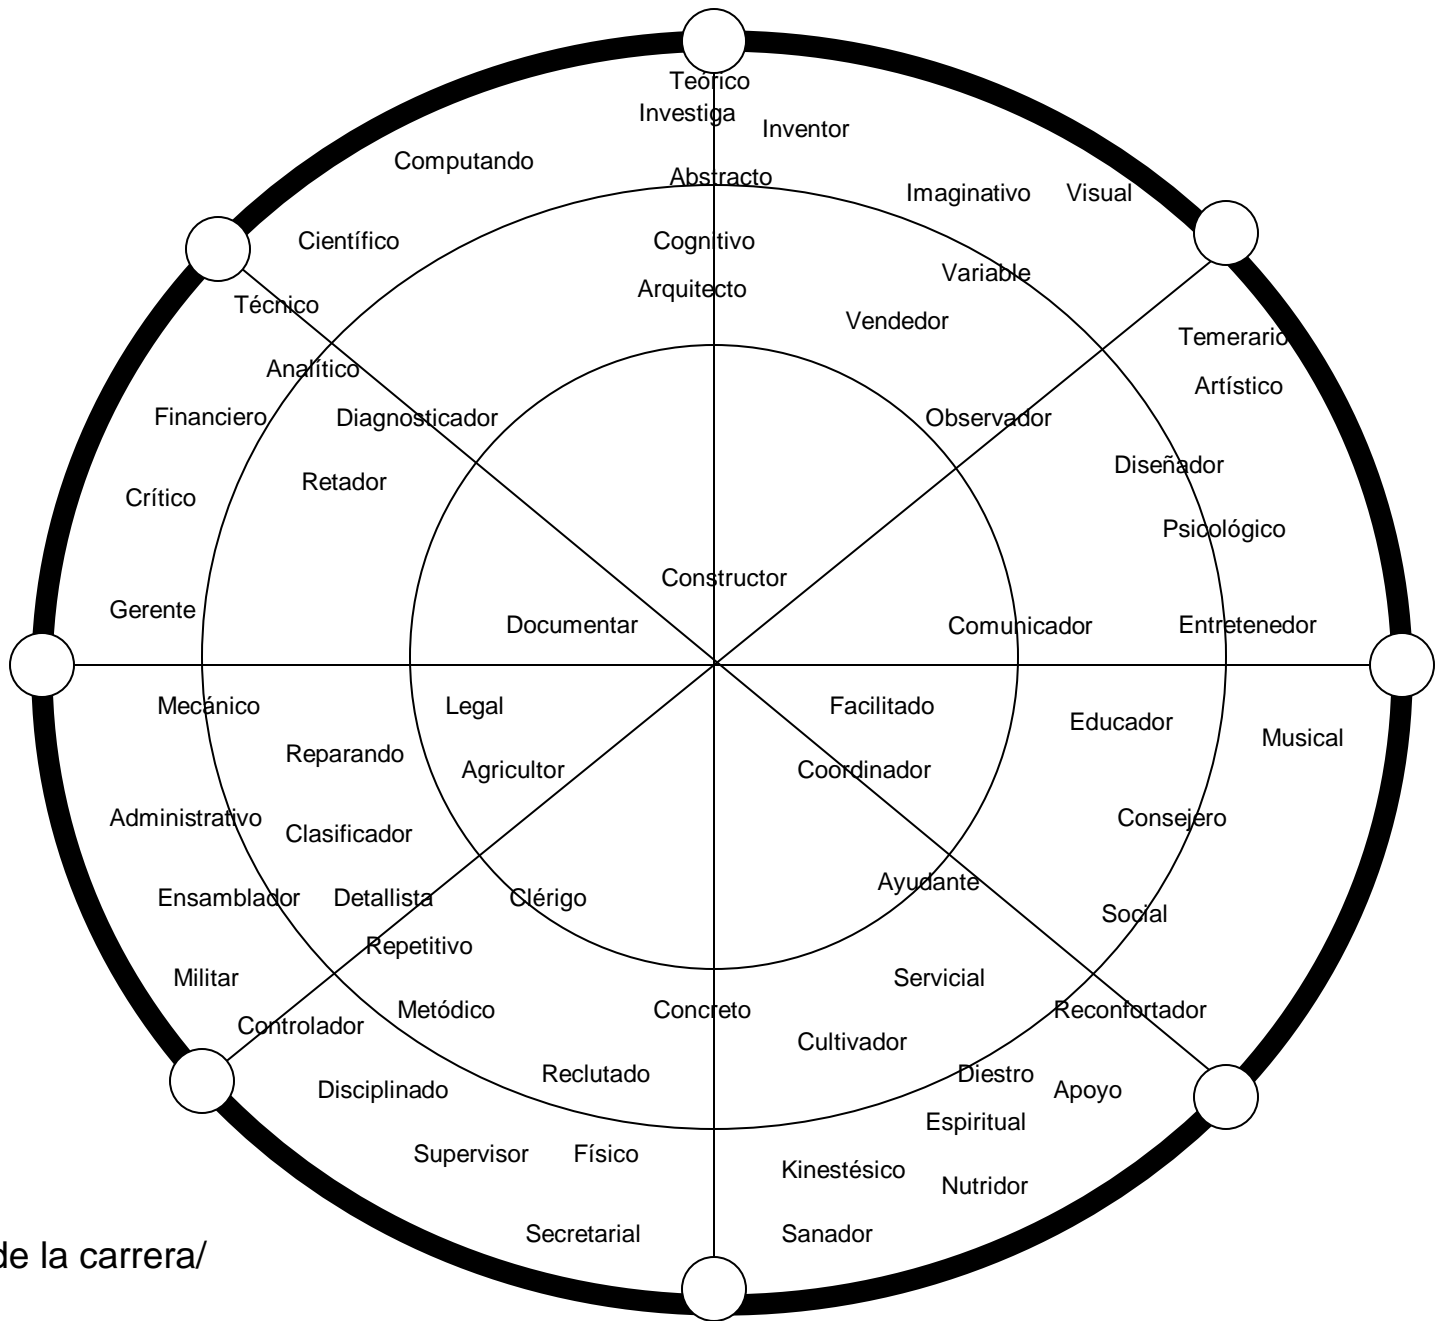 Teórico
Investiga
Inventor
Computando
Abstracto
Imaginativo
Visual
Científico
Cognitivo
Variable
Arquitecto
Técnico
Vendedor
Temerario
Analítico
Artístico
Financiero
Diagnosticador
Observador
Diseñador
Retador
Crítico
Psicológico
Constructor
Gerente
Documentar
Comunicador
Entretenedor
Mecánico
Legal
Facilitado
Educador
Musical
Reparando
Agricultor
Coordinador
Administrativo
Clasificador
Consejero
Ayudante
Ensamblador
Detallista
Clérigo
Social
Repetitivo
Militar
Servicial
Metódico
Concreto
Reconfortador
Controlador
Cultivador
Reclutado
Diestro
Disciplinado
Apoyo
Espiritual
Supervisor
Físico
Kinestésico
Nutridor
Secretarial
Sanador
de la carrera/